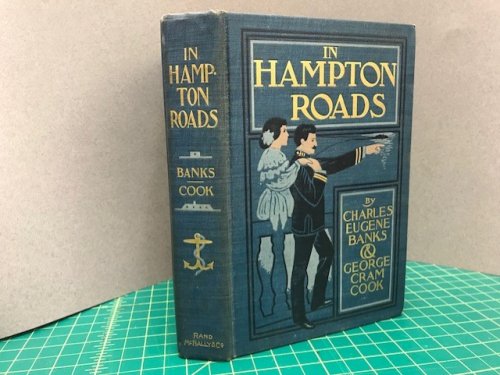 IN
HAMP-
TON
ROADS
BANKS
COOK
RAND
McNALLY & Co
IN
HAMPTON
ROADS
BY
CHARLES
EUGENE
BANKS
&
GEORGE
CRAM
COOK